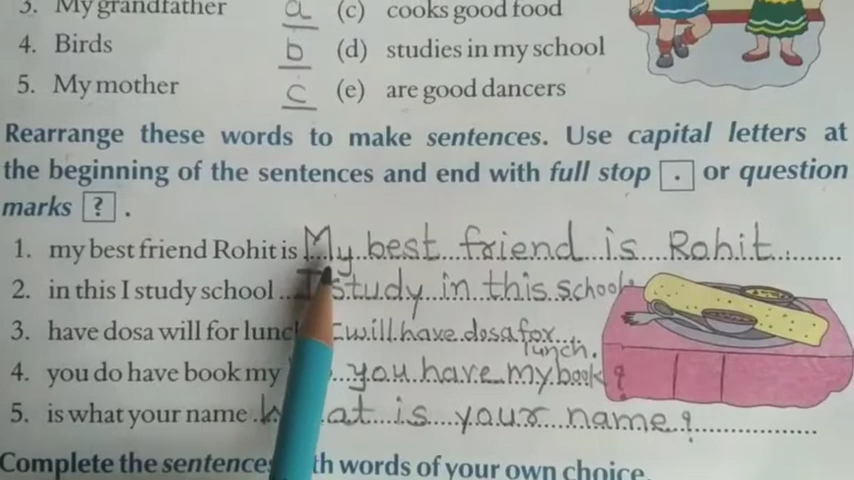 3. My grandfather a (c) cooks good food
4. Birds b (d) studies in my school
5. My mother c (e) are good dancers
Rearrange these words to make sentences. Use capital letters at
the beginning of the sentences and end with full stop [.] or question
marks [?].
1. my best friend Rohit is My best friend is Rohit.
2. in this I study school I study in this school.
3. have dosa will for lunch I will have dosa for
lunch.
4. you do have book my you have my book?
5. is what your name What is your name?
Complete the sentences with words of your own choice.